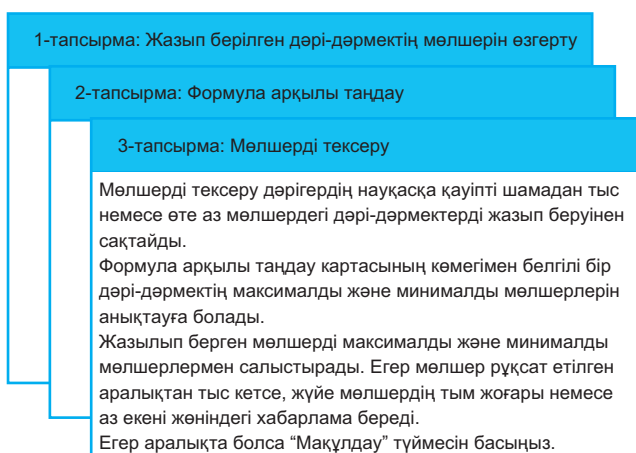 1-тапсырма: Жазып берілген дәрі-дәрмектің мөлшерін өзгерту
2-тапсырма: Формула арқылы таңдау
3-тапсырма: Мөлшерді тексеру
Мөлшерді тексеру дәрігердің науқасқа қауіпті шамадан тыс
немесе өте аз мөлшердегі дәрі-дәрмектерді жазып беруінен
сақтайды.
Формула арқылы таңдау картасының көмегімен белгілі бір
дәрі-дәрмектің максималды және минималды мөлшерлерін
анықтауға болады.
Жазылып берген мөлшерді максималды және минималды
мөлшерлермен салыстырады. Егер мөлшер рұқсат етілген
аралықтан тыс кетсе, жүйе мөлшердің тым жоғары немесе
аз екені жөніндегі хабарлама береді.
Егер аралықта болса “Мақұлдау” түймесін басыңыз.